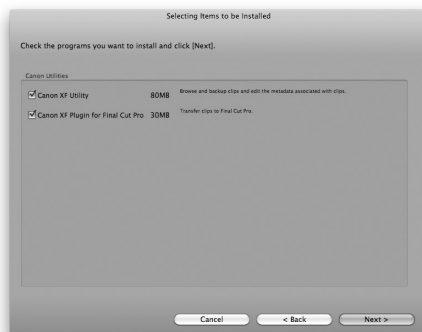 Selecting Items to be Installed
Check the programs you want to install and click [Next].
Canon Utilities
Canon XF Utility 80MB Browse and backup clips and edit the metadata associated with clips.
Canon XF Plugin for Final Cut Pro 30MB Transfer clips to Final Cut Pro.
Cancel < Back Next >